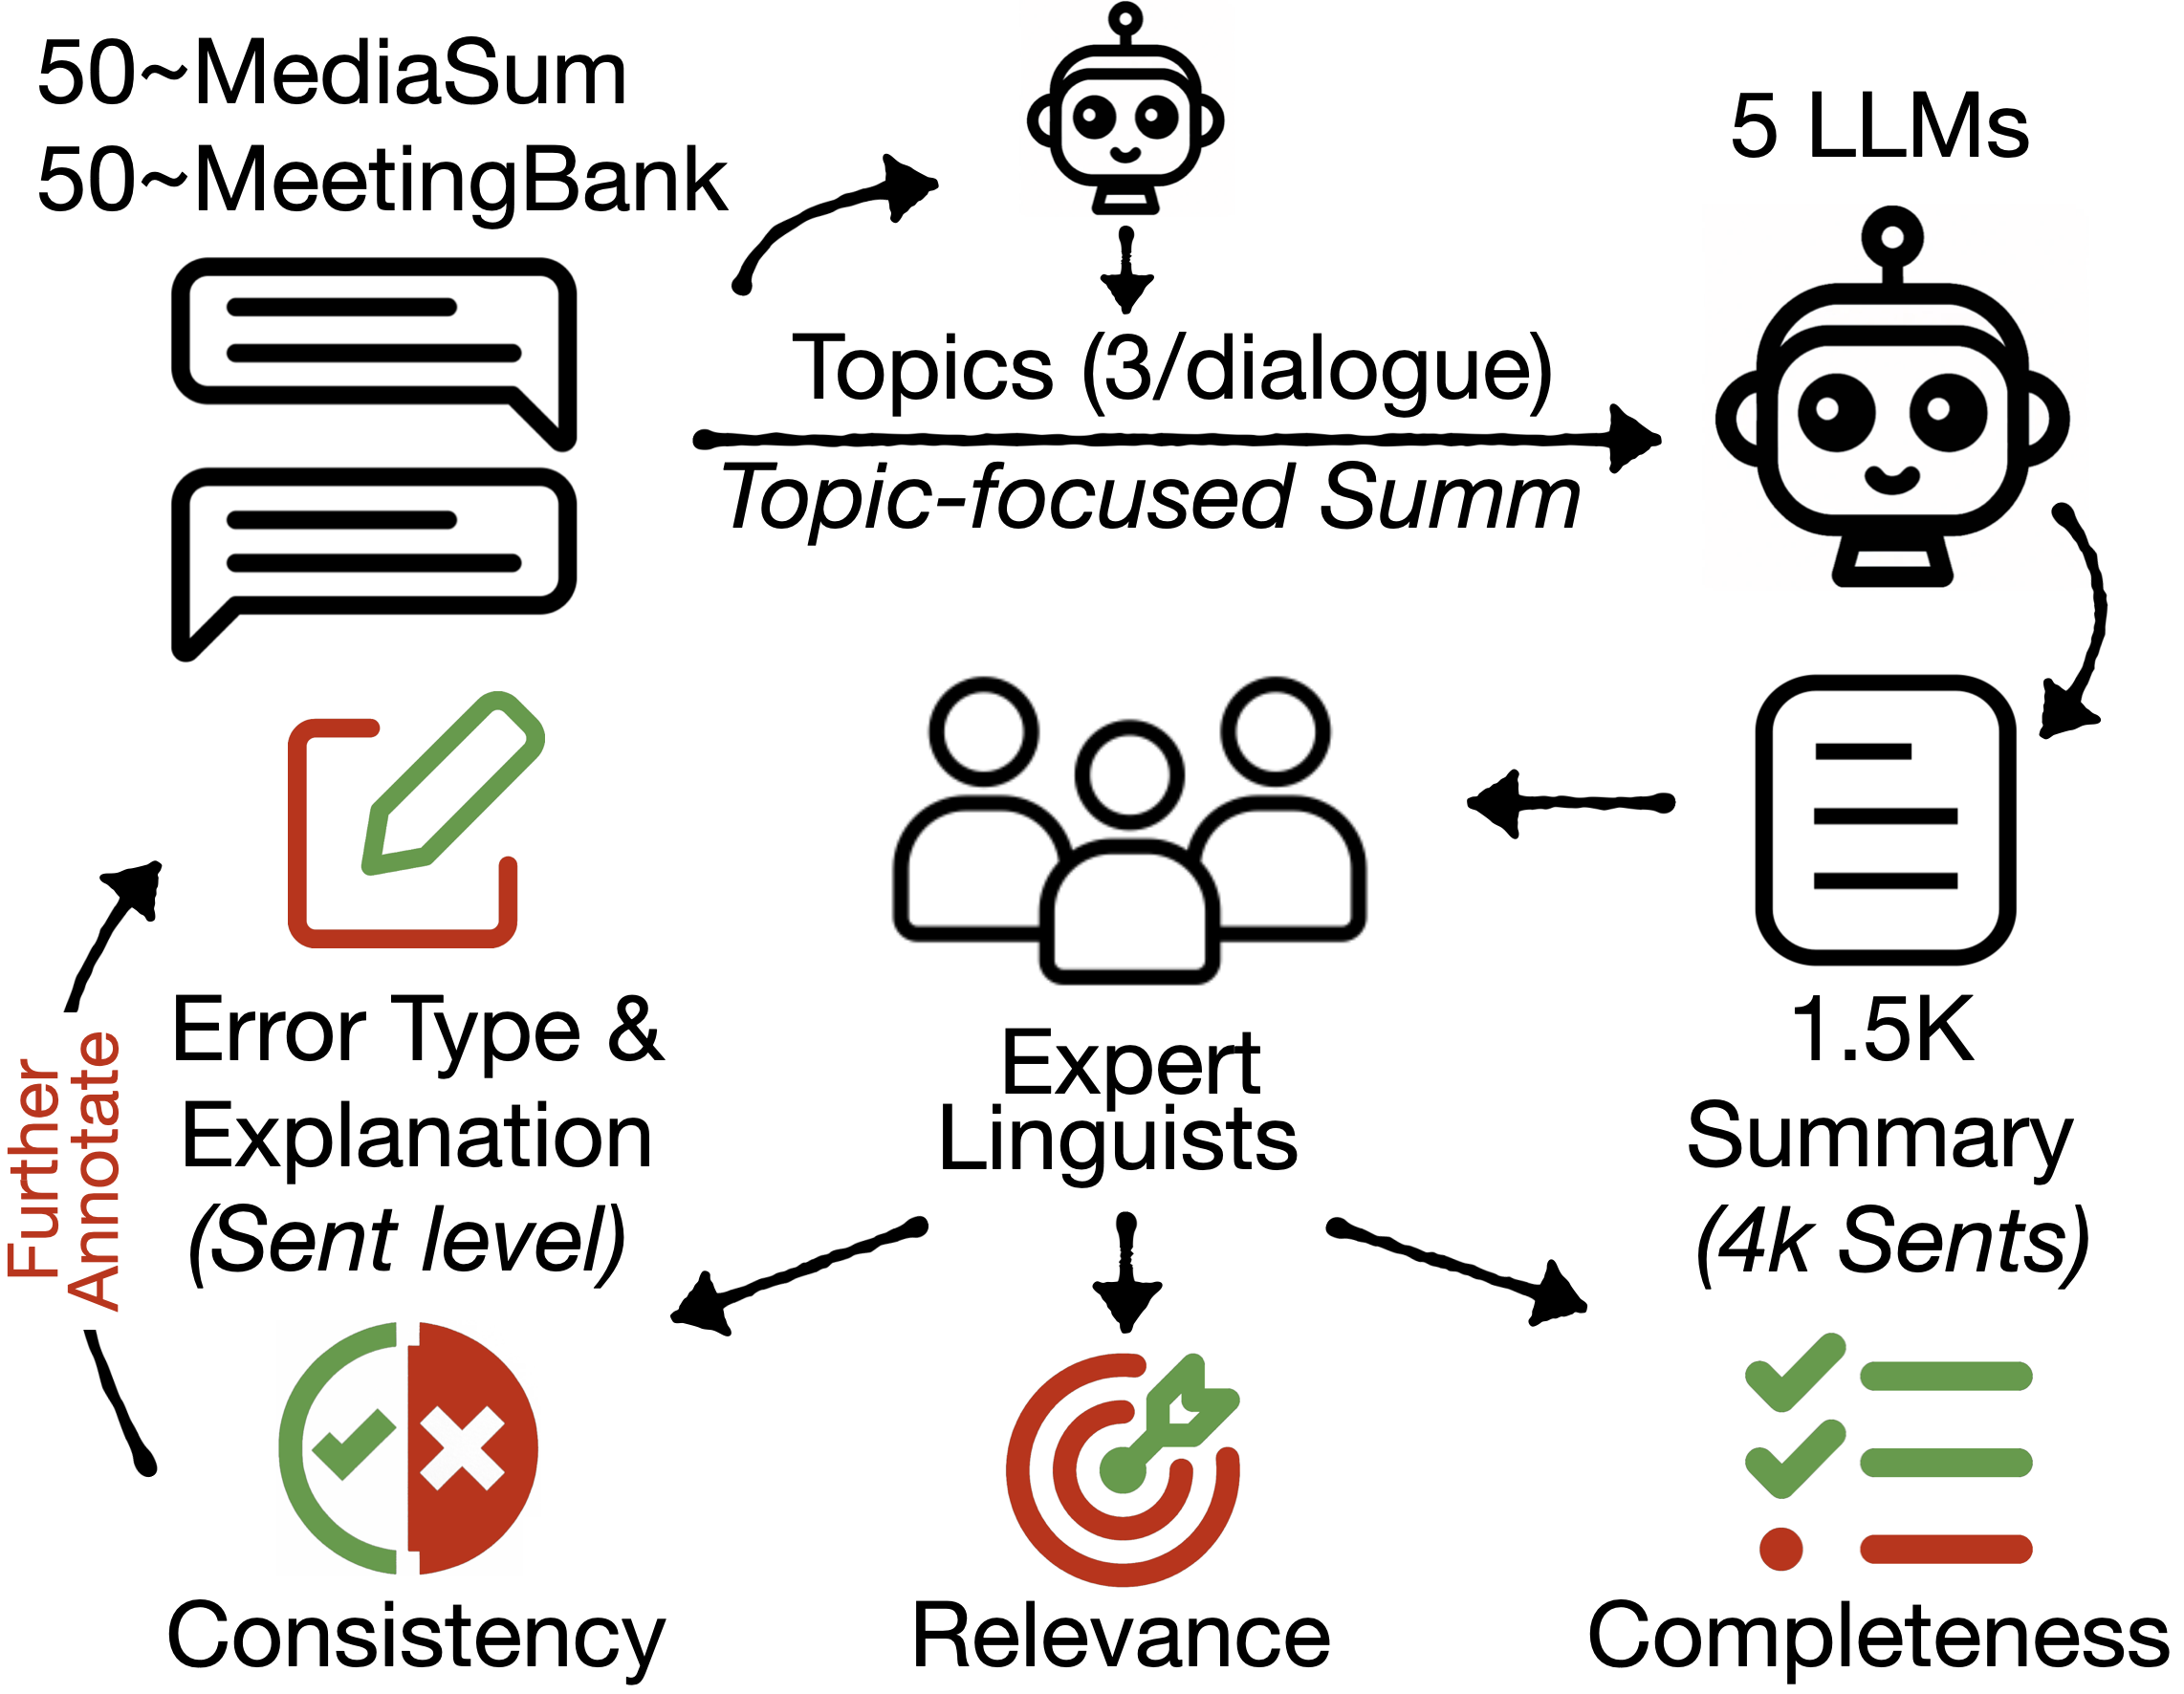 50~MediaSum
50~MeetingBank
5 LLMs
Topics (3/dialogue)
Topic-focused Summ
Error Type &
Explanation
(Sent level)
Further
Annotate
Expert
Linguists
1.5K
Summary
(4k Sents)
Consistency
Relevance
Completeness